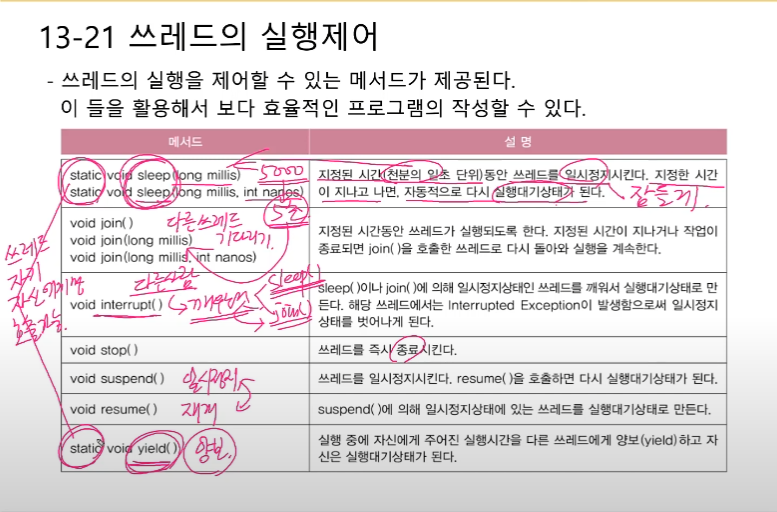 13-21 쓰레드의 실행제어
- 쓰레드의 실행을 제어할 수 있는 메서드가 제공된다.
이 들을 활용해서 보다 효율적인 프로그램의 작성할 수 있다.
메서드 설 명
static void sleep(long millis)
static void sleep(long millis, int nanos)
5000
5초
지정된 시간(천분의 일초 단위)동안 쓰레드를 일시정지시킨다. 지정한 시간
이 지나고 나면, 자동적으로 다시 실행대기상태가 된다.
잠들게.
void join()
void join(long millis)
void join(long millis, int nanos)
다른쓰레드
기다리기.
지정된 시간동안 쓰레드가 실행되도록 한다. 지정된 시간이 지나거나 작업이
종료되면 join()을 호출한 쓰레드로 다시 돌아와 실행을 계속한다.
쓰레드
자기
자신에게만
호출가능.
다른사람
void interrupt()
깨우는것
sleep()
join()
sleep()이나 join()에 의해 일시정지상태인 쓰레드를 깨워서 실행대기상태로 만
든다. 해당 쓰레드에서는 Interrupted Exception이 발생함으로써 일시정지
상태를 벗어나게 된다.
void stop() 쓰레드를 즉시 종료시킨다.
void suspend() 일시정지 쓰레드를 일시정지시킨다. resume()을 호출하면 다시 실행대기상태가 된다.
void resume() 재개 suspend()에 의해 일시정지상태에 있는 쓰레드를 실행대기상태로 만든다.
static void yield() 양보. 실행 중에 자신에게 주어진 실행시간을 다른 쓰레드에게 양보(yield)하고 자
신은 실행대기상태가 된다.